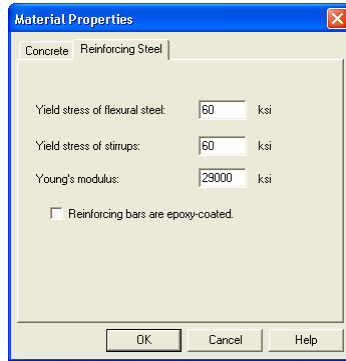 Material Properties
Concrete Reinforcing Steel
Yield stress of flexural steel: 60 ksi
Yield stress of stirrups: 60 ksi
Young's modulus: 29000 ksi
Reinforcing bars are epoxy-coated.
OK Cancel Help